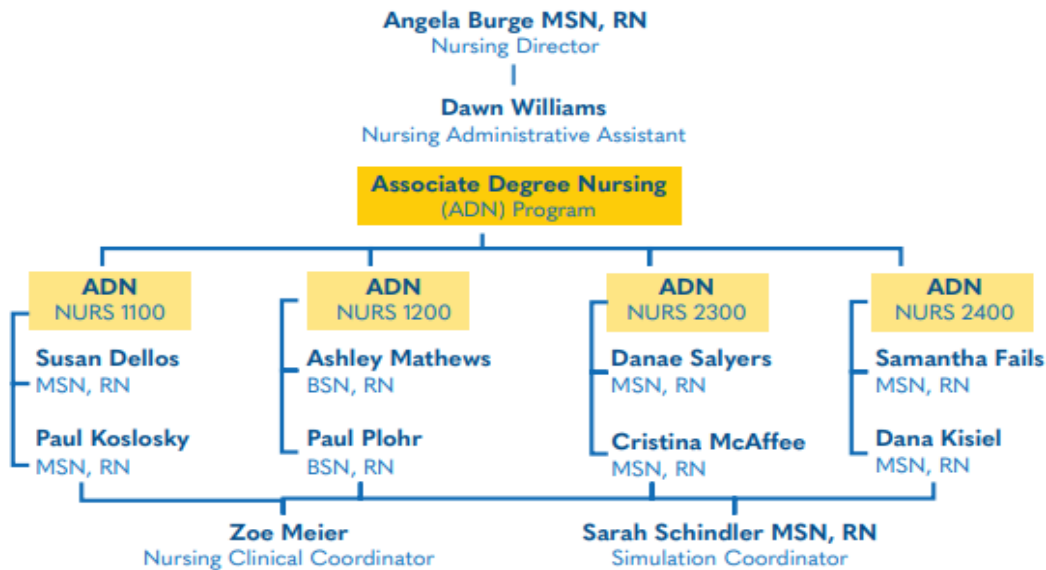 Angela Burge MSN, RN
Nursing Director
Dawn Williams
Nursing Administrative Assistant
Associate Degree Nursing
(ADN) Program
ADN
NURS 1100
Susan Dellos
MSN, RN
Paul Koslosky
MSN, RN
ADN
NURS 1200
Ashley Mathews
BSN, RN
Paul Plohr
BSN, RN
ADN
NURS 2300
Danae Salyers
MSN, RN
Cristina McAffee
MSN, RN
ADN
NURS 2400
Samantha Fails
MSN, RN
Dana Kisiel
MSN, RN
Zoe Meier
Nursing Clinical Coordinator
Sarah Schindler MSN, RN
Simulation Coordinator